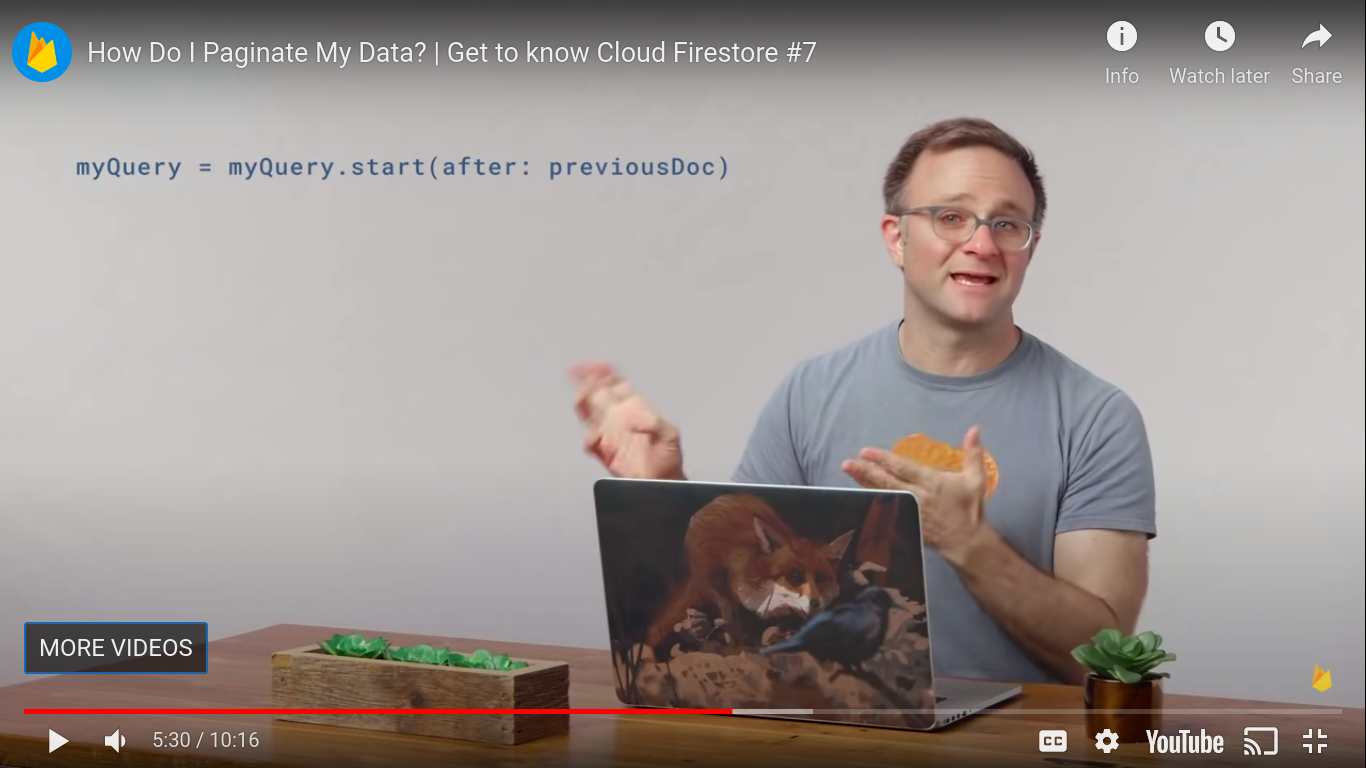 How Do I Paginate My Data? | Get to know Cloud Firestore #7
Info
Watch later
Share
myQuery = myQuery.start(after: previousDoc)
MORE VIDEOS
5:30 / 10:16
CC
YouTube